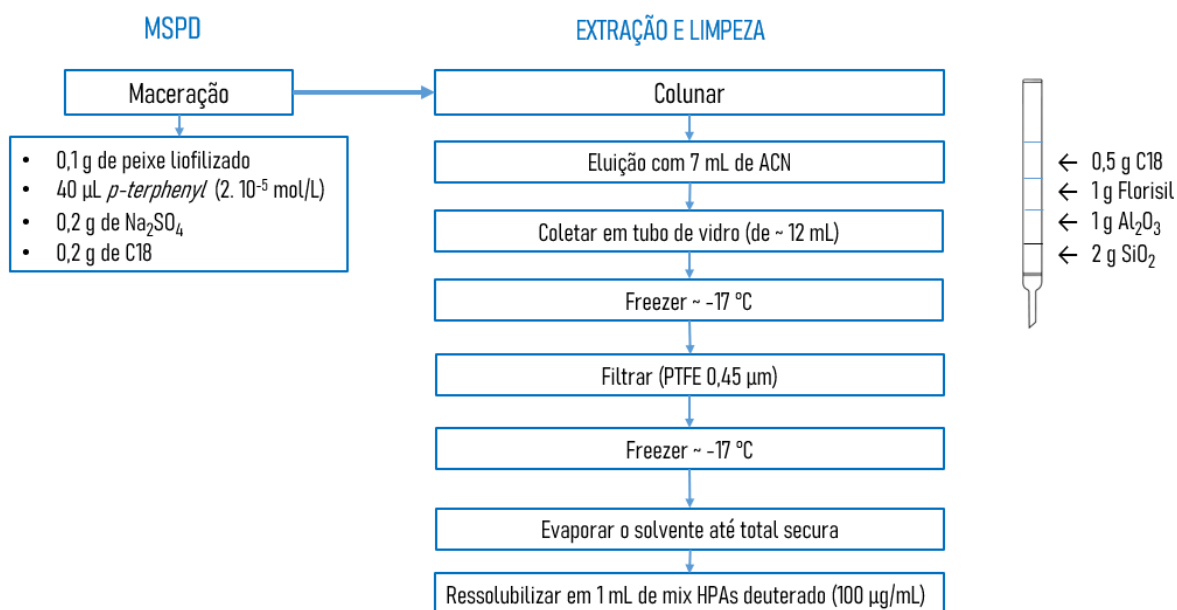 MSPD
EXTRAÇÃO E LIMPEZA
Maceração
• 0,1 g de peixe liofilizado
• 40 µL p-terphenyl (2. 10⁻⁵ mol/L)
• 0,2 g de Na₂SO₄
• 0,2 g de C18
Colunar
Eluição com 7 mL de ACN
Coletar em tubo de vidro (de ~ 12 mL)
Freezer ~ -17 °C
Filtrar (PTFE 0,45 µm)
Freezer ~ -17 °C
Evaporar o solvente até total secura
Ressolubilizar em 1 mL de mix HPAs deuterado (100 µg/mL)
← 0,5 g C18
← 1 g Florisil
← 1 g Al₂O₃
← 2 g SiO₂